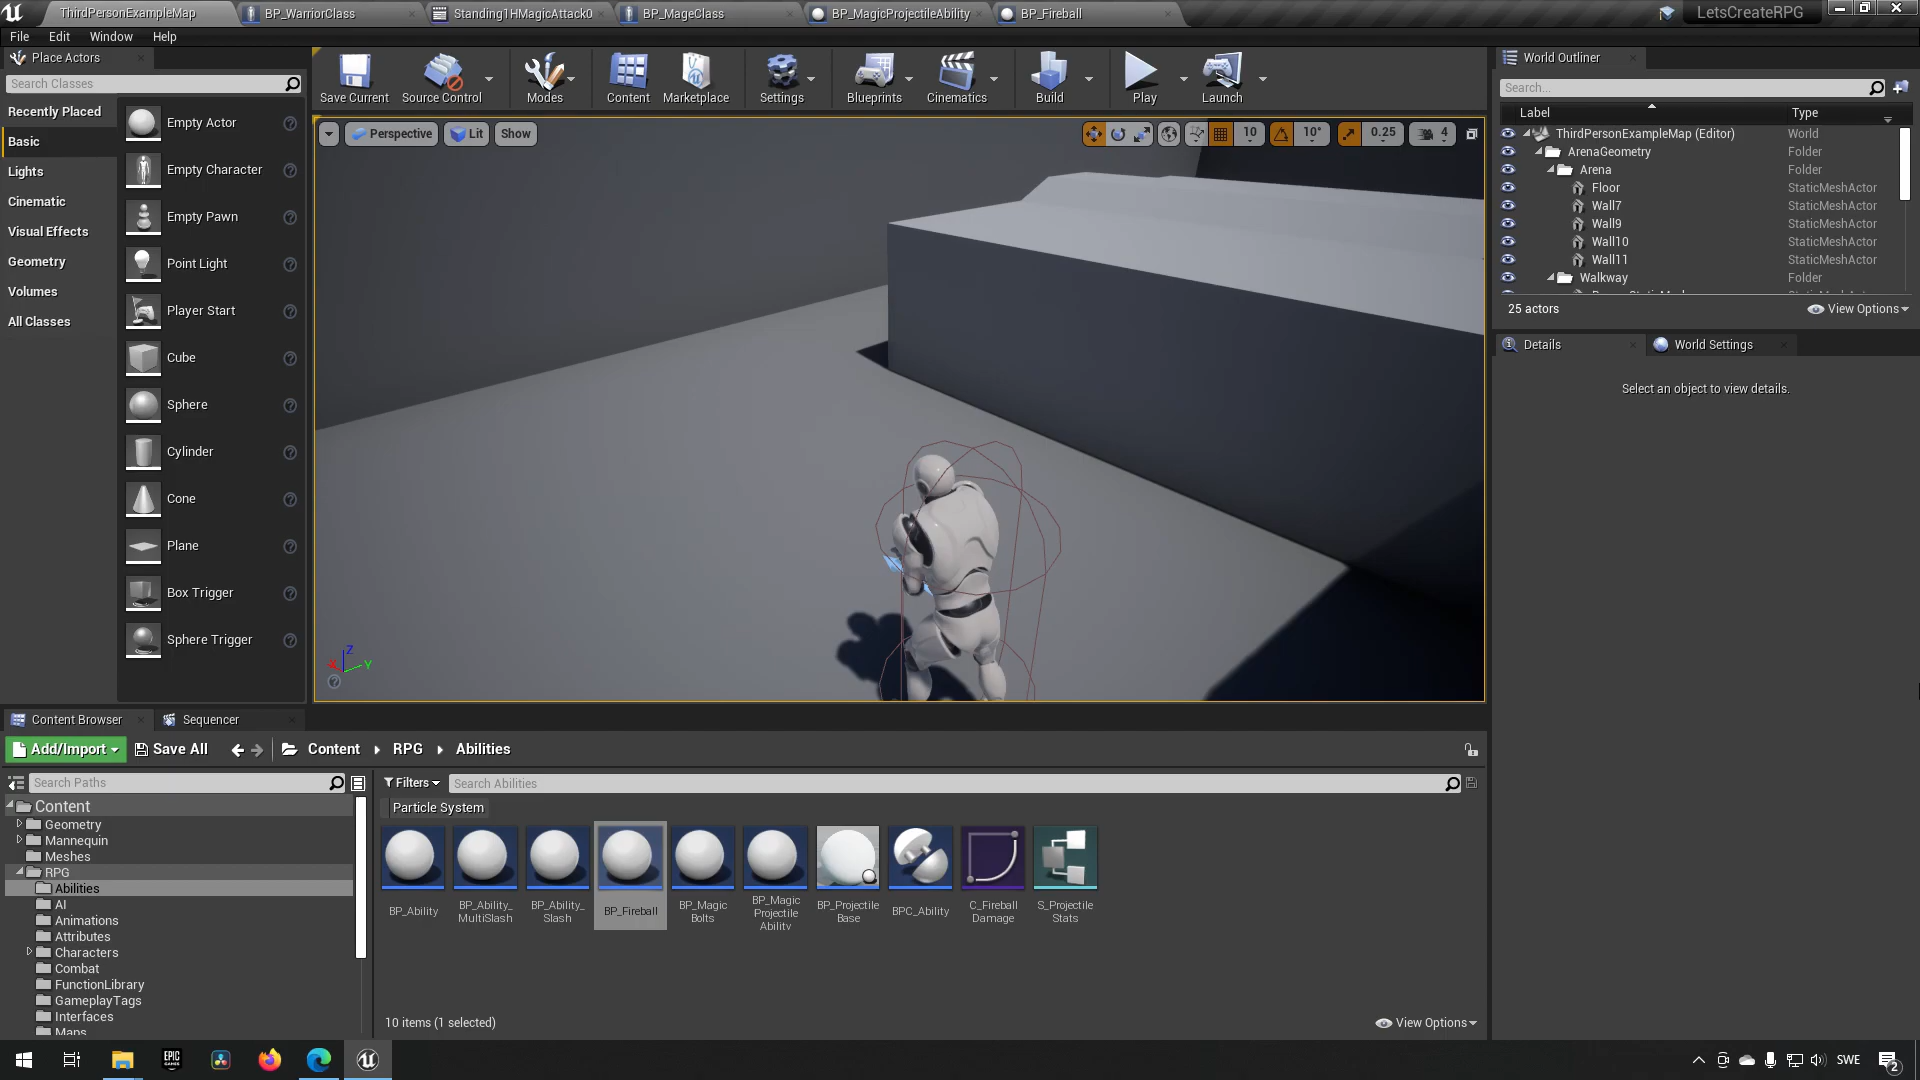 ThirdPersonExampleMap
BP_WarriorClass
Standing1HMagicAttack0
BP_MageClass
BP_MagicProjectileAbility
BP_Fireball
LetsCreateRPG
File
Edit
Window
Help
Place Actors
Search Classes
Recently Placed
Basic
Lights
Cinematic
Visual Effects
Geometry
Volumes
All Classes
Empty Actor
Empty Character
Empty Pawn
Point Light
Player Start
Cube
Sphere
Cylinder
Cone
Plane
Box Trigger
Sphere Trigger
Save Current
Source Control
Modes
Content
Marketplace
Settings
Blueprints
Cinematics
Build
Play
Launch
Perspective
Lit
Show
10
10°
0.25
4
X
Y
Z
World Outliner
Search...
Label
Type
ThirdPersonExampleMap (Editor)
World
ArenaGeometry
Folder
Arena
Folder
Floor
StaticMeshActor
Wall7
StaticMeshActor
Wall9
StaticMeshActor
Wall10
StaticMeshActor
Wall11
StaticMeshActor
Walkway
Folder
25 actors
View Options
Details
World Settings
Select an object to view details.
Content Browser
Sequencer
Add/Import
Save All
Content
RPG
Abilities
Search Paths
Content
Geometry
Mannequin
Meshes
RPG
Abilities
AI
Animations
Attributes
Characters
Combat
FunctionLibrary
GameplayTags
Interfaces
Maps
Filters
Search Abilities
Particle System
BP_Ability
BP_Ability_
MultiSlash
BP_Ability_
Slash
BP_Fireball
BP_Magic
Bolts
BP_Magic
Projectile
Ability
BP_Projectile
Base
BPC_Ability
C_Fireball
Damage
S_Projectile
Stats
10 items (1 selected)
View Options
EPIC
GAMES
SWE
2